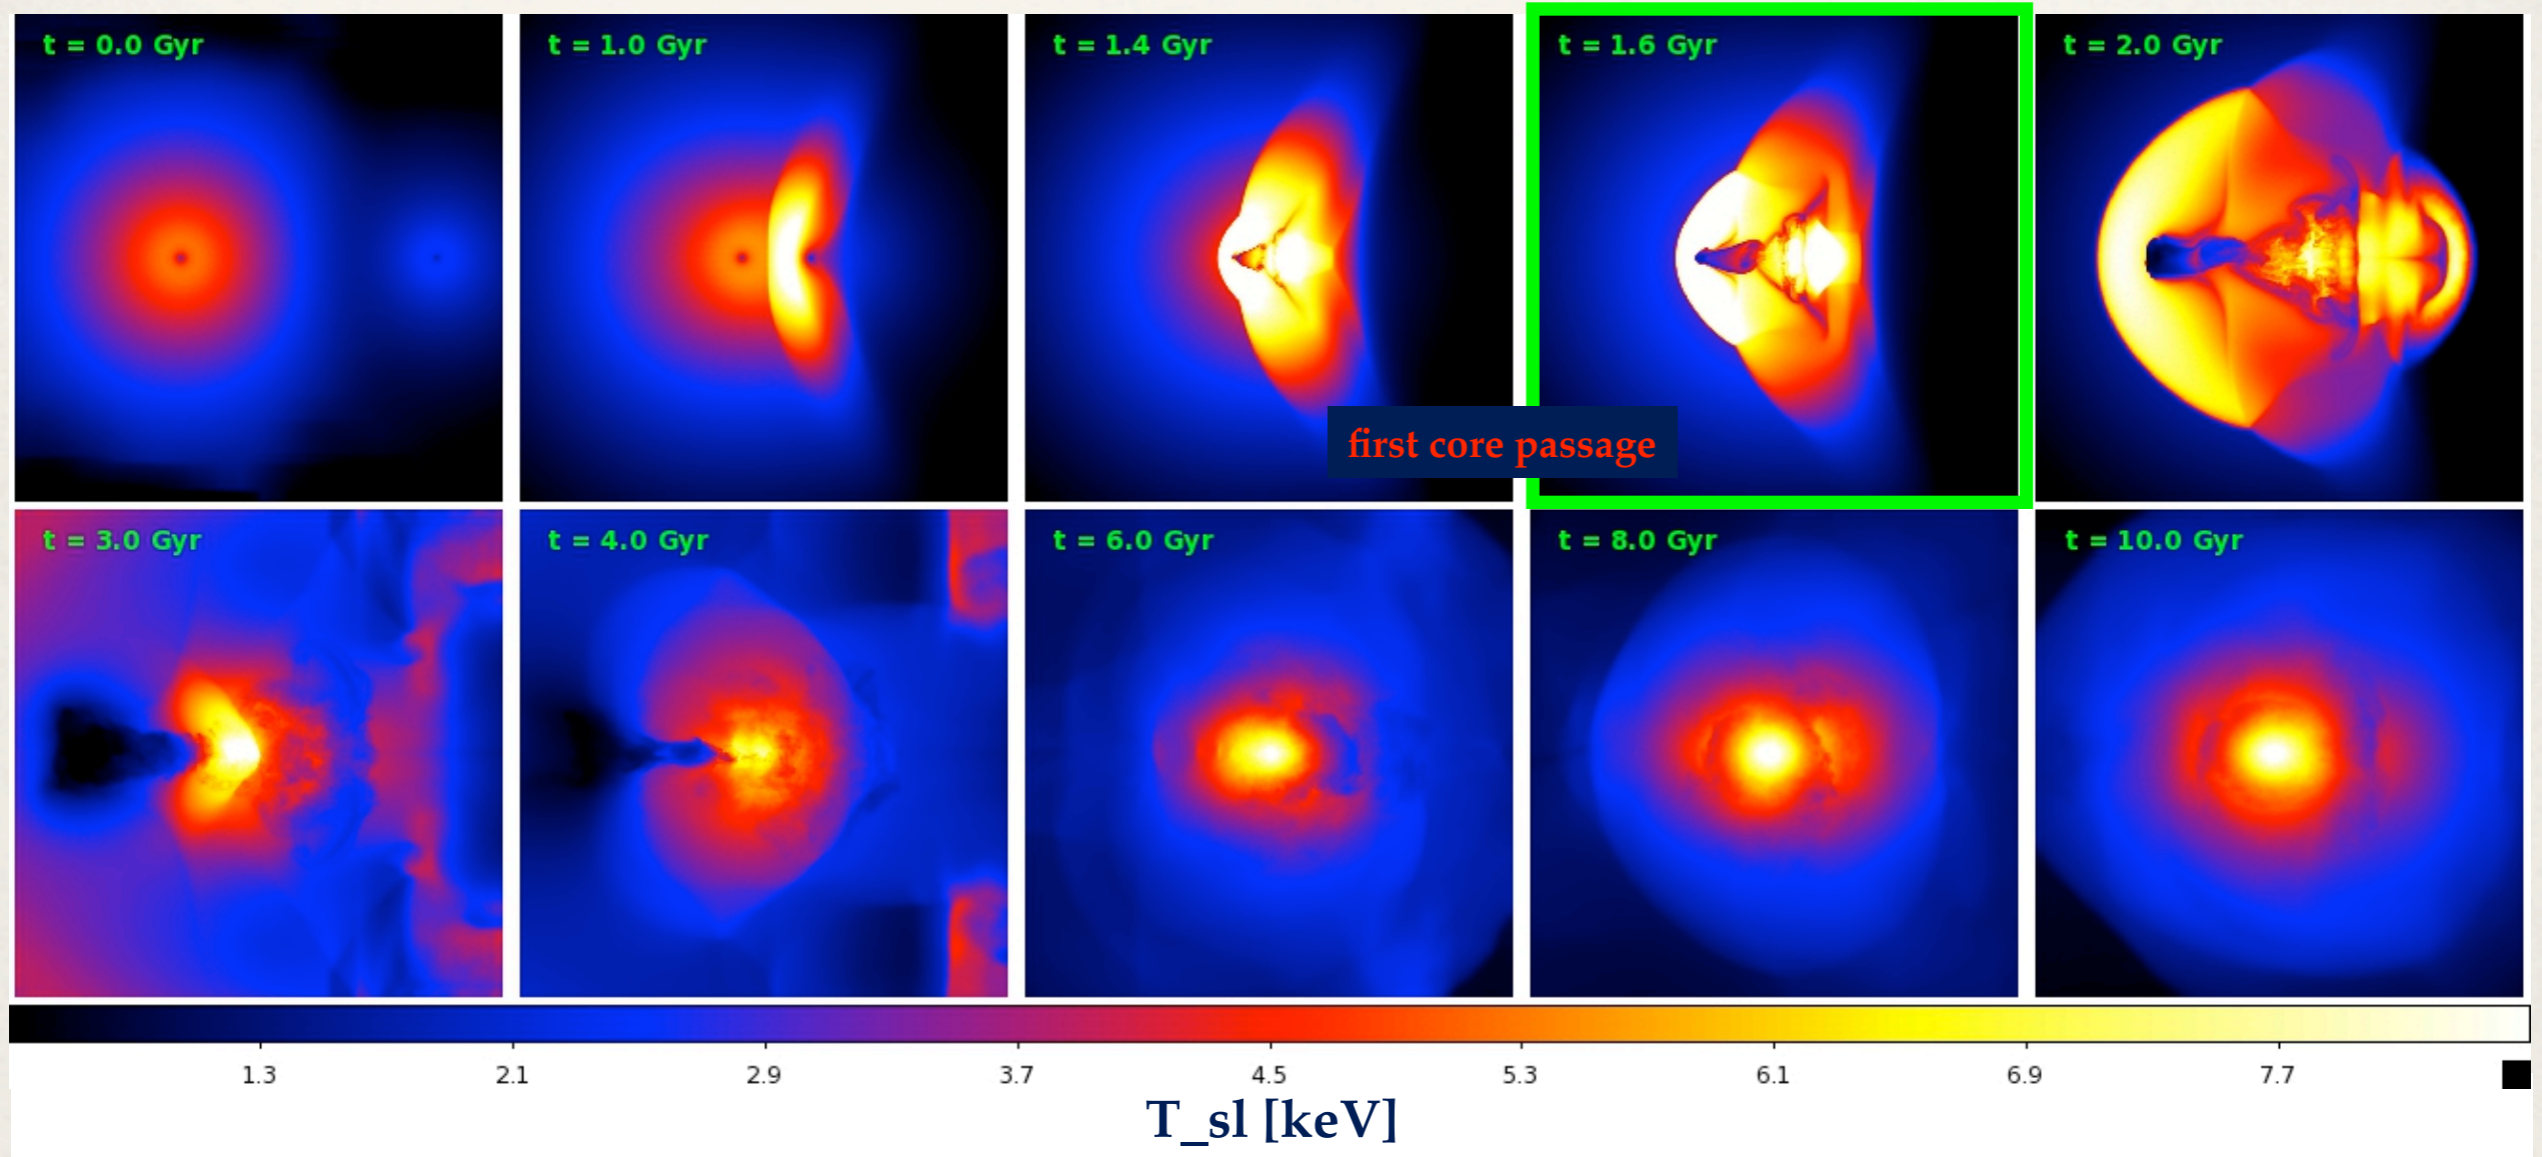 t = 0.0 Gyr
t = 1.0 Gyr
t = 1.4 Gyr
t = 1.6 Gyr
t = 2.0 Gyr
first core passage
t = 3.0 Gyr
t = 4.0 Gyr
t = 6.0 Gyr
t = 8.0 Gyr
t = 10.0 Gyr
1.3 2.1 2.9 3.7 4.5 5.3 6.1 6.9 7.7
T_sl [keV]